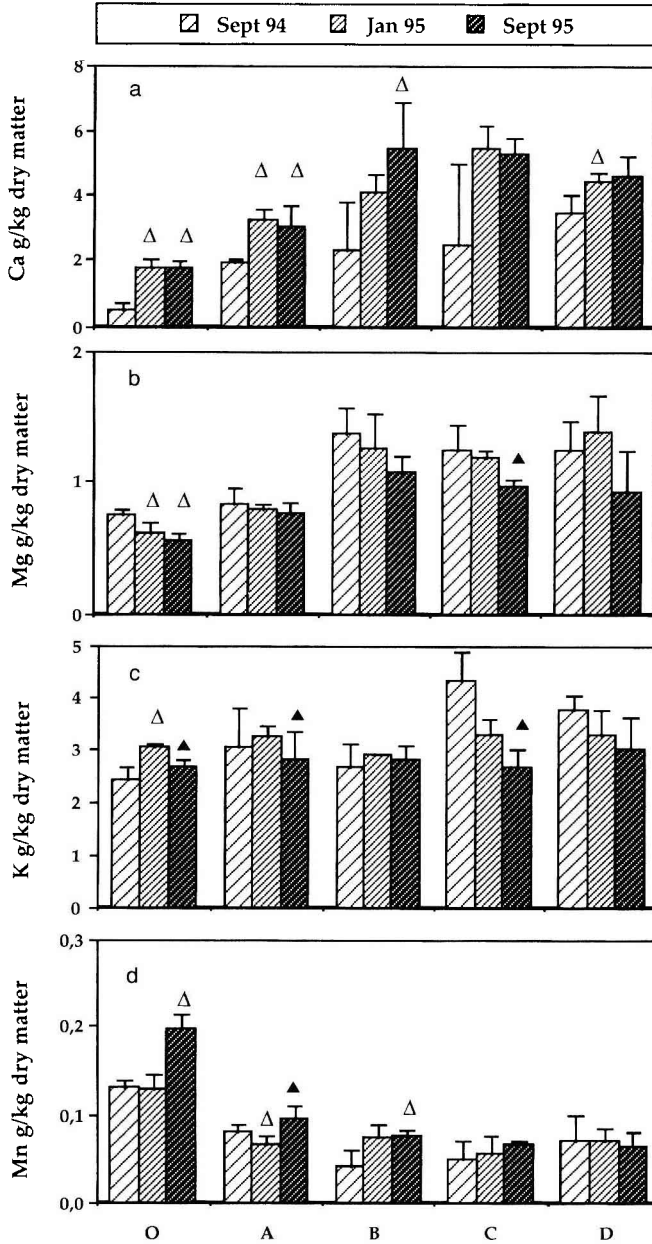 Sept 94 Jan 95 Sept 95
a
Ca g/kg dry matter
8
6
4
2
0
Δ Δ Δ Δ Δ Δ
b
Mg g/kg dry matter
2
1
0
Δ Δ ▲
c
K g/kg dry matter
5
4
3
2
1
0
Δ ▲ ▲ ▲
d
Mn g/kg dry matter
0,3
0,2
0,1
0,0
Δ Δ ▲ Δ
O A B C D